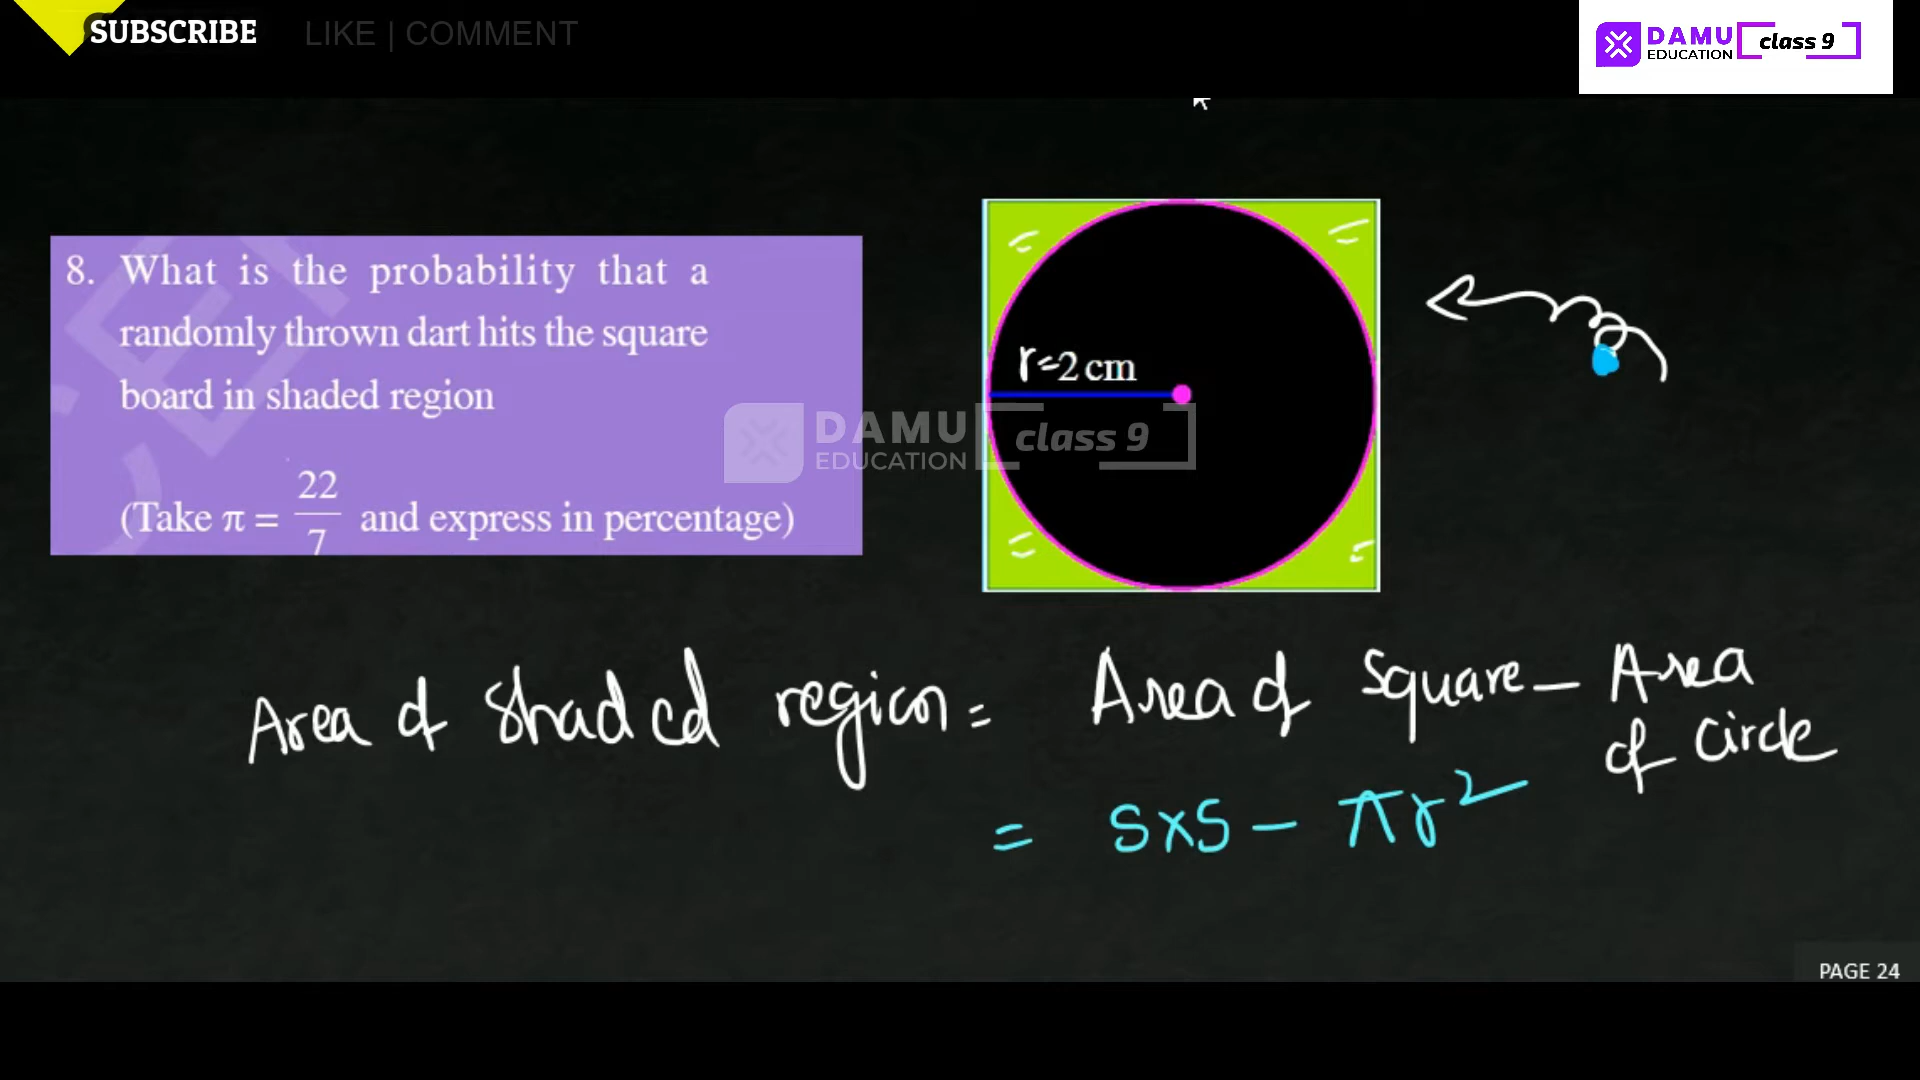 SUBSCRIBE LIKE | COMMENT
DAMU
EDUCATION
class 9
8. What is the probability that a
randomly thrown dart hits the square
board in shaded region
(Take π = 22/7 and express in percentage)
r=2 cm
DAMU
EDUCATION
class 9
Area of shaded region = Area of square - Area
of circle
= S×S - πr²
PAGE 24